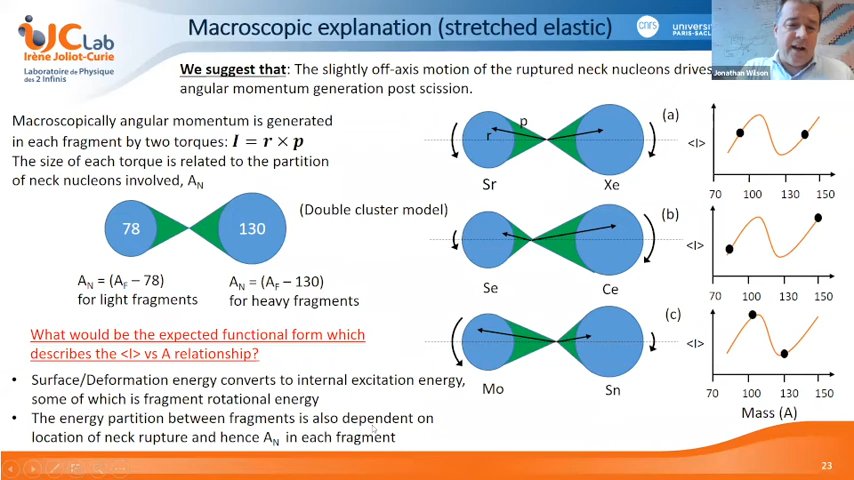 Macroscopic explanation (stretched elastic)
iJC Lab
Irène Joliot-Curie
Laboratoire de Physique
des 2 Infinis
cnrs
universi
PARIS-SACL
Jonathan Wilson
We suggest that: The slightly off-axis motion of the ruptured neck nucleons drives
angular momentum generation post scission.
Macroscopically angular momentum is generated
in each fragment by two torques: I = r × p
The size of each torque is related to the partition
of neck nucleons involved, A_N
78
130
(Double cluster model)
A_N = (A_F – 78)
for light fragments
A_N = (A_F – 130)
for heavy fragments
What would be the expected functional form which
describes the <I> vs A relationship?
• Surface/Deformation energy converts to internal excitation energy,
some of which is fragment rotational energy
• The energy partition between fragments is also dependent on
location of neck rupture and hence A_N in each fragment
r
p
Sr
Xe
(a)
<I>
70 100 130 150
Se
Ce
(b)
<I>
70 100 130 150
Mo
Sn
(c)
<I>
70 100 130 150
Mass (A)
23